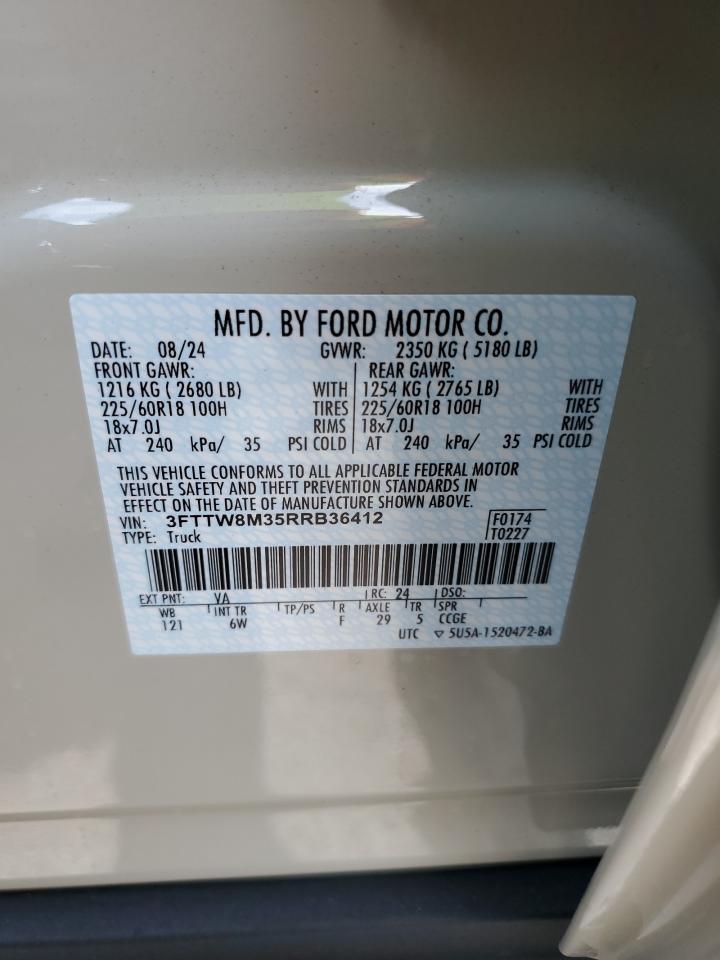 MFD. BY FORD MOTOR CO.
DATE: 08/24 GVWR: 2350 KG ( 5180 LB)
FRONT GAWR: REAR GAWR:
1216 KG ( 2680 LB) WITH 1254 KG ( 2765 LB) WITH
225/60R18 100H TIRES 225/60R18 100H TIRES
18x7.0J RIMS 18x7.0J RIMS
AT 240 kPa/ 35 PSI COLD AT 240 kPa/ 35 PSI COLD
THIS VEHICLE CONFORMS TO ALL APPLICABLE FEDERAL MOTOR
VEHICLE SAFETY AND THEFT PREVENTION STANDARDS IN
EFFECT ON THE DATE OF MANUFACTURE SHOWN ABOVE.
VIN: 3FTTW8M35RRB36412 F0174
TYPE: Truck T0227
EXT PNT: YA RC: 24 DSO:
WB INT TR TP/PS R AXLE TR SPR
121 6W F 29 5 CCGE
UTC ▽ 5U5A-1520472-BA